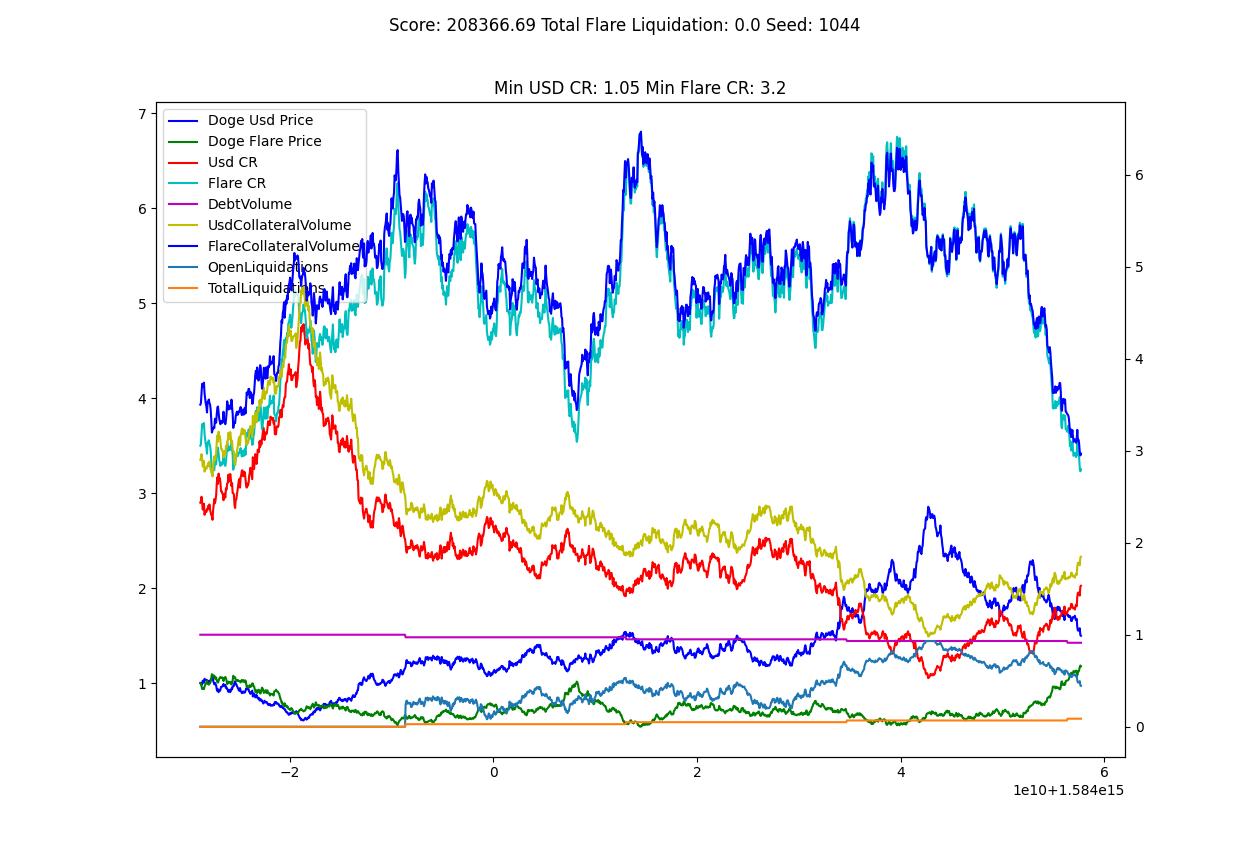 Score: 208366.69 Total Flare Liquidation: 0.0 Seed: 1044
Min USD CR: 1.05 Min Flare CR: 3.2
Doge Usd Price
Doge Flare Price
Usd CR
Flare CR
DebtVolume
UsdCollateralVolume
FlareCollateralVolume
OpenLiquidations
TotalLiquidations
7
6
5
4
3
2
1
6
5
4
3
2
1
0
−2
0
2
4
6
1e10+1.584e15